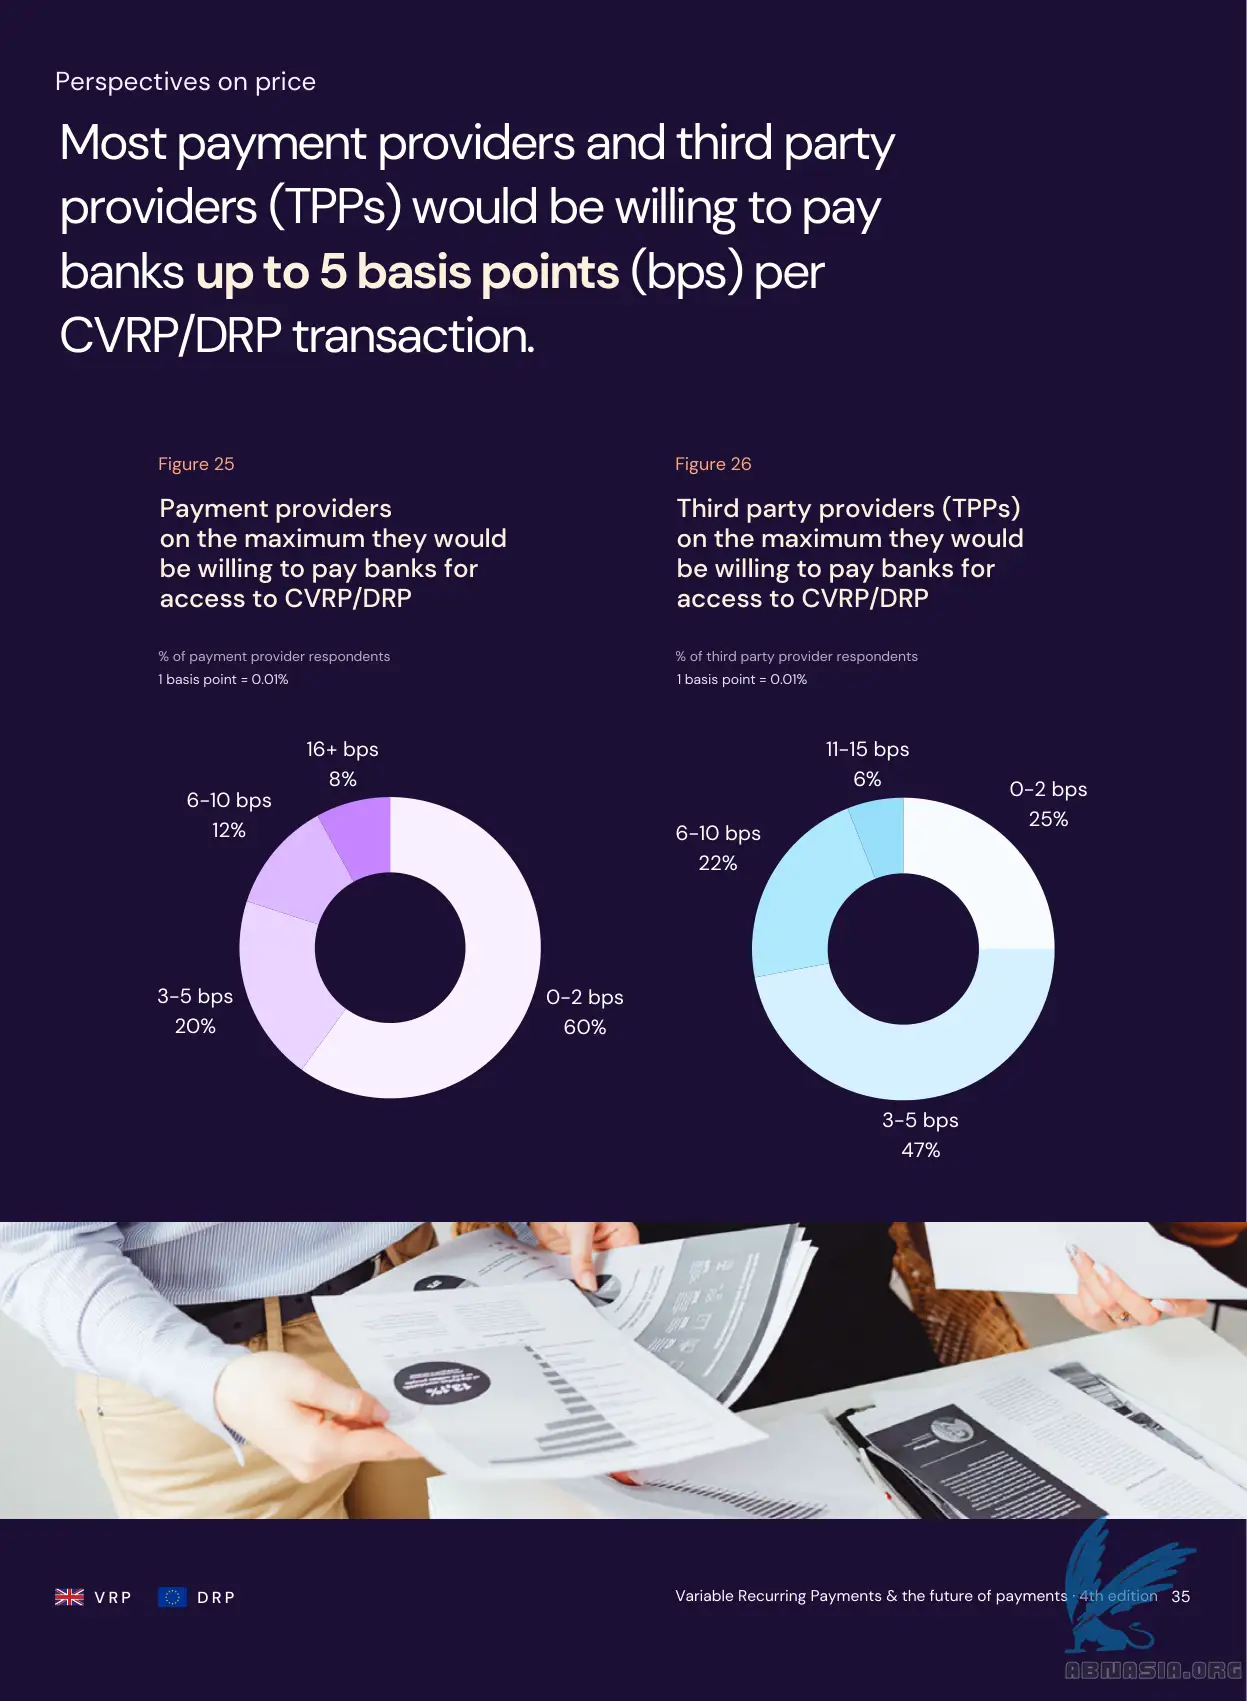 Perspectives on price
Most payment providers and third party
providers (TPPs) would be willing to pay
banks up to 5 basis points (bps) per
CVRP/DRP transaction.
Figure 25
Payment providers
on the maximum they would
be willing to pay banks for
access to CVRP/DRP
% of payment provider respondents
1 basis point = 0.01%
16+ bps
8%
6-10 bps
12%
3-5 bps
20%
0-2 bps
60%
Figure 26
Third party providers (TPPs)
on the maximum they would
be willing to pay banks for
access to CVRP/DRP
% of third party provider respondents
1 basis point = 0.01%
11-15 bps
6%
0-2 bps
25%
6-10 bps
22%
3-5 bps
47%
13,1%
VRP
DRP
Variable Recurring Payments & the future of payments · 4th edition 35
ABNASIA.ORG